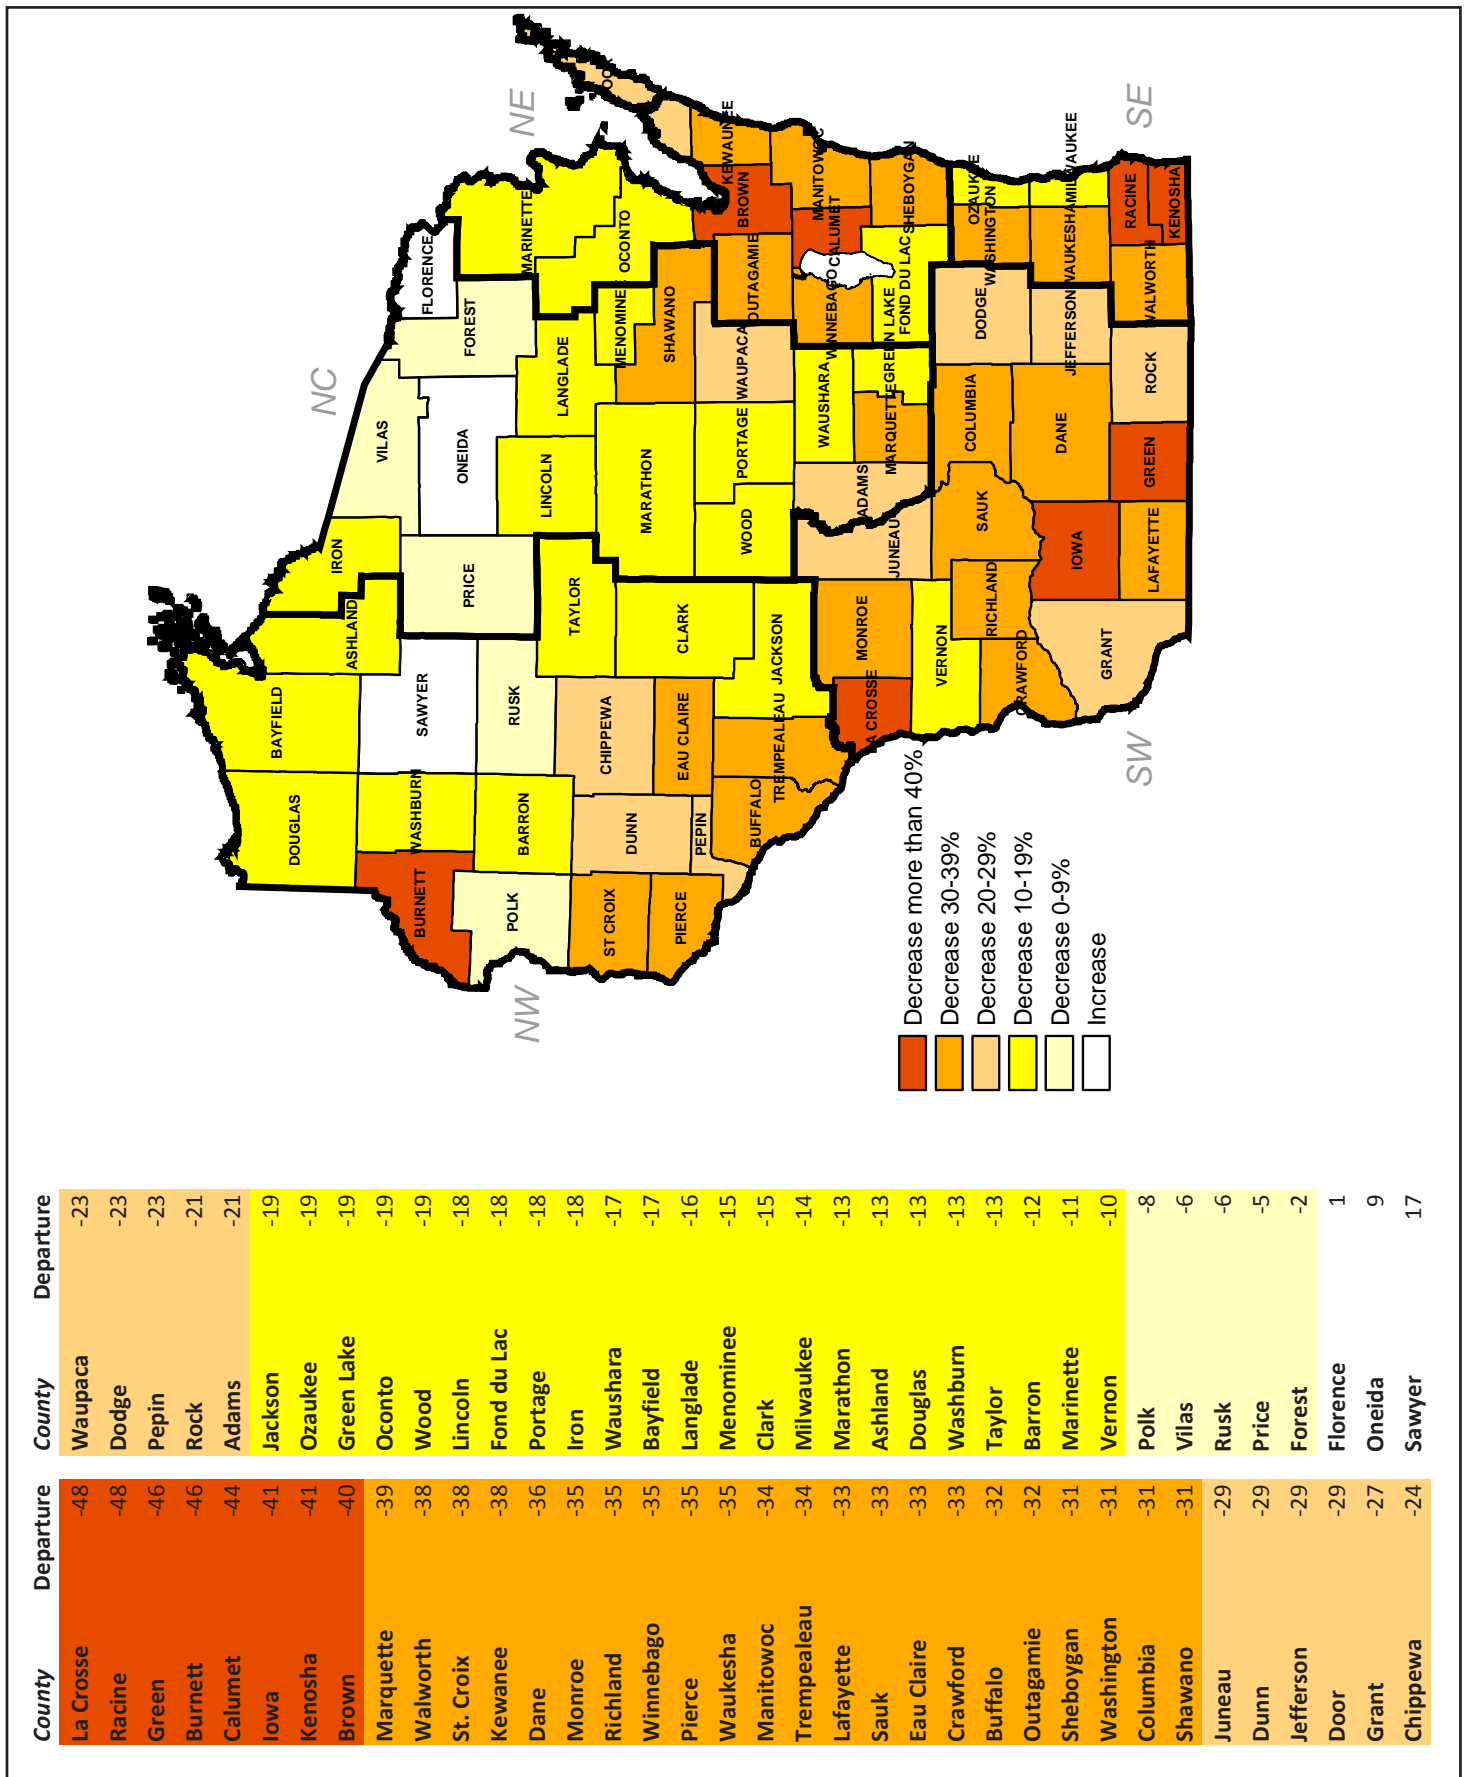 County Departure County Departure
La Crosse -48 Waupaca -23
Racine -48 Dodge -23
Green -46 Pepin -23
Burnett -46 Rock -21
Calumet -44 Adams -21
Iowa -41 Jackson -19
Kenosha -41 Ozaukee -19
Brown -40 Green Lake -19
Marquette -39 Oconto -19
Walworth -38 Wood -19
St. Croix -38 Lincoln -18
Kewanee -38 Fond du Lac -18
Dane -36 Portage -18
Monroe -35 Iron -18
Richland -35 Waushara -17
Winnebago -35 Bayfield -17
Pierce -35 Langlade -16
Waukesha -35 Menominee -15
Manitowoc -34 Clark -15
Trempealeau -34 Milwaukee -14
Lafayette -33 Marathon -13
Sauk -33 Ashland -13
Eau Claire -33 Douglas -13
Crawford -33 Washburn -13
Buffalo -32 Taylor -13
Outagamie -32 Barron -12
Sheboygan -31 Marinette -11
Washington -31 Vernon -10
Columbia -31 Polk -8
Shawano -31 Vilas -6
Juneau -29 Rusk -6
Dunn -29 Price -5
Jefferson -29 Forest -2
Door -29 Florence 1
Grant -27 Oneida 9
Chippewa -24 Sawyer 17
NC
NW
NE
SW
SE
DOUGLAS
BAYFIELD
ASHLAND
IRON
VILAS
FLORENCE
BURNETT
WASHBURN
SAWYER
PRICE
ONEIDA
FOREST
MARINETTE
POLK
BARRON
RUSK
TAYLOR
LINCOLN
LANGLADE
OCONTO
MENOMINEE
ST CROIX
DUNN
CHIPPEWA
CLARK
MARATHON
SHAWANO
PIERCE
PEPIN
EAU CLAIRE
WOOD
PORTAGE
WAUPACA
OUTAGAMIE
BROWN
KEWAUNEE
BUFFALO
TREMPEALEAU
JACKSON
ADAMS
WAUSHARA
WINNEBAGO
CALUMET
MANITOWOC
LA CROSSE
MONROE
JUNEAU
MARQUETTE
GREEN LAKE
FOND DU LAC
SHEBOYGAN
VERNON
CRAWFORD
RICHLAND
SAUK
COLUMBIA
DODGE
WASHINGTON
OZAUKEE
GRANT
IOWA
DANE
JEFFERSON
WAUKESHA
MILWAUKEE
LAFAYETTE
GREEN
ROCK
WALWORTH
RACINE
KENOSHA
Decrease more than 40%
Decrease 30-39%
Decrease 20-29%
Decrease 10-19%
Decrease 0-9%
Increase